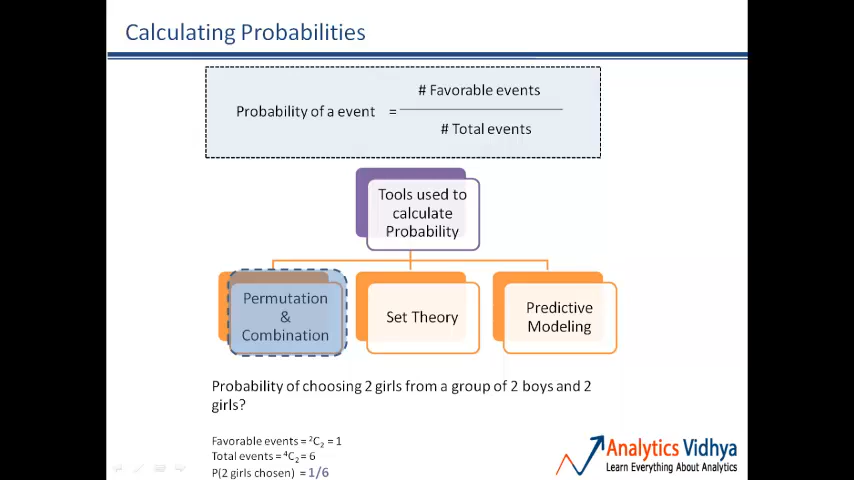 Calculating Probabilities
# Favorable events
Probability of a event =
# Total events
Tools used to
calculate
Probability
Permutation
&
Combination
Set Theory
Predictive
Modeling
Probability of choosing 2 girls from a group of 2 boys and 2
girls?
Favorable events = ²C₂ = 1
Total events = ⁴C₂ = 6
P(2 girls chosen) = 1/6
Analytics Vidhya
Learn Everything About Analytics